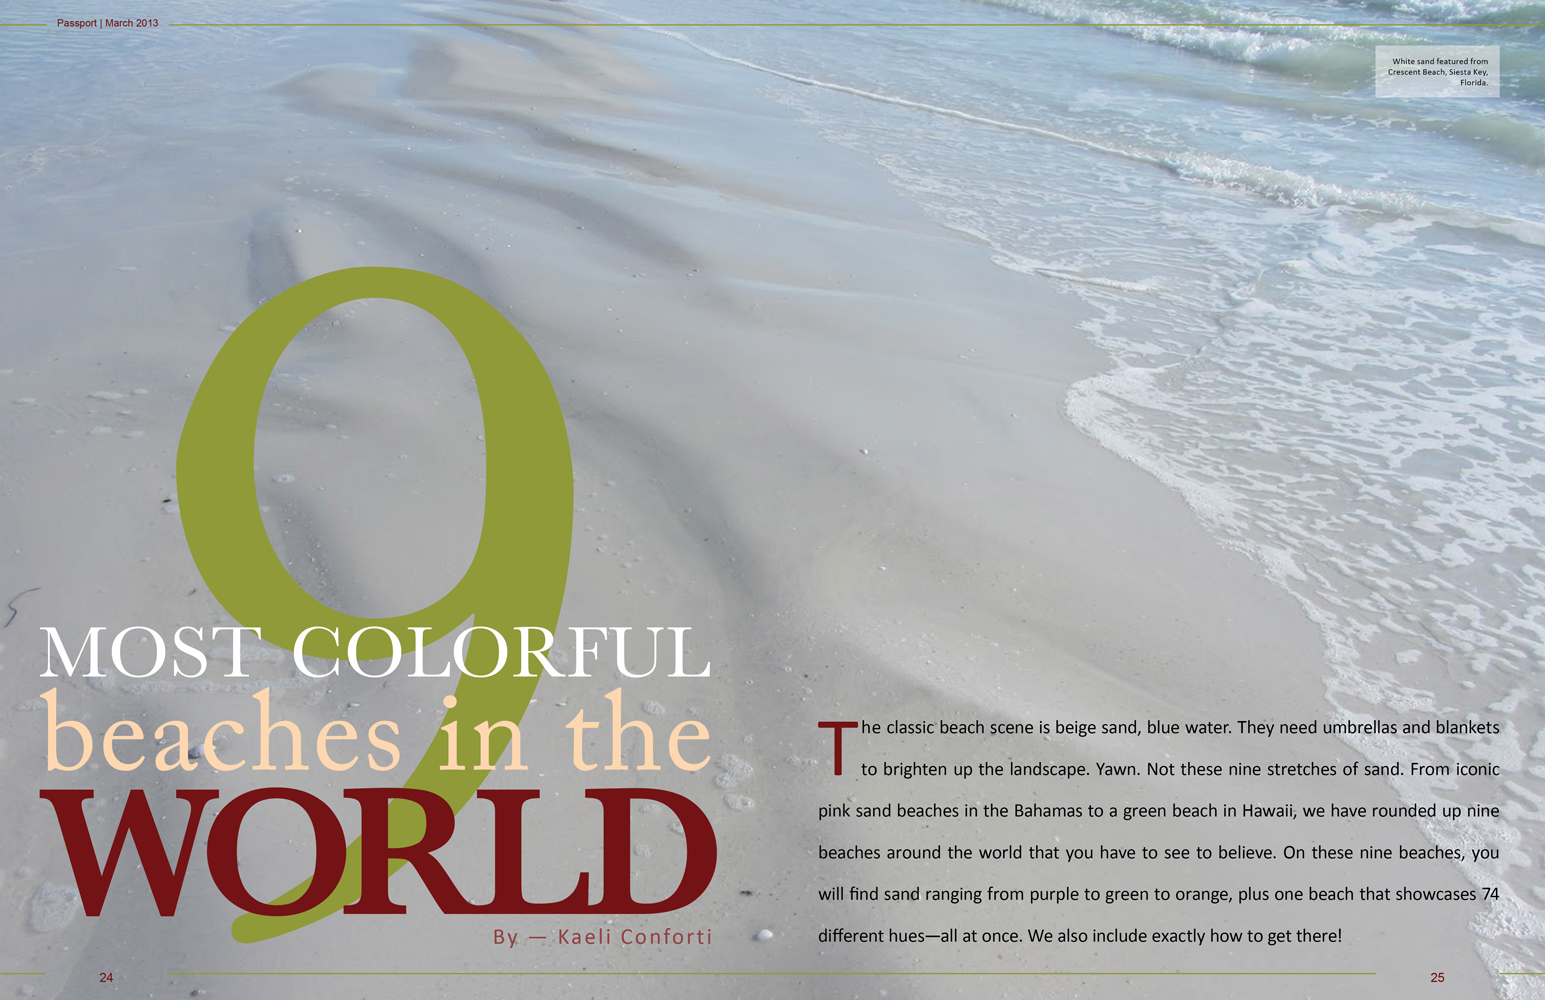 Passport | March 2013
White sand featured from
Crescent Beach, Siesta Key,
Florida.
9
MOST COLORFUL
beaches in the
WORLD
By — Kaeli Conforti
The classic beach scene is beige sand, blue water. They need umbrellas and blankets
to brighten up the landscape. Yawn. Not these nine stretches of sand. From iconic
pink sand beaches in the Bahamas to a green beach in Hawaii, we have rounded up nine
beaches around the world that you have to see to believe. On these nine beaches, you
will find sand ranging from purple to green to orange, plus one beach that showcases 74
different hues—all at once. We also include exactly how to get there!
24
25